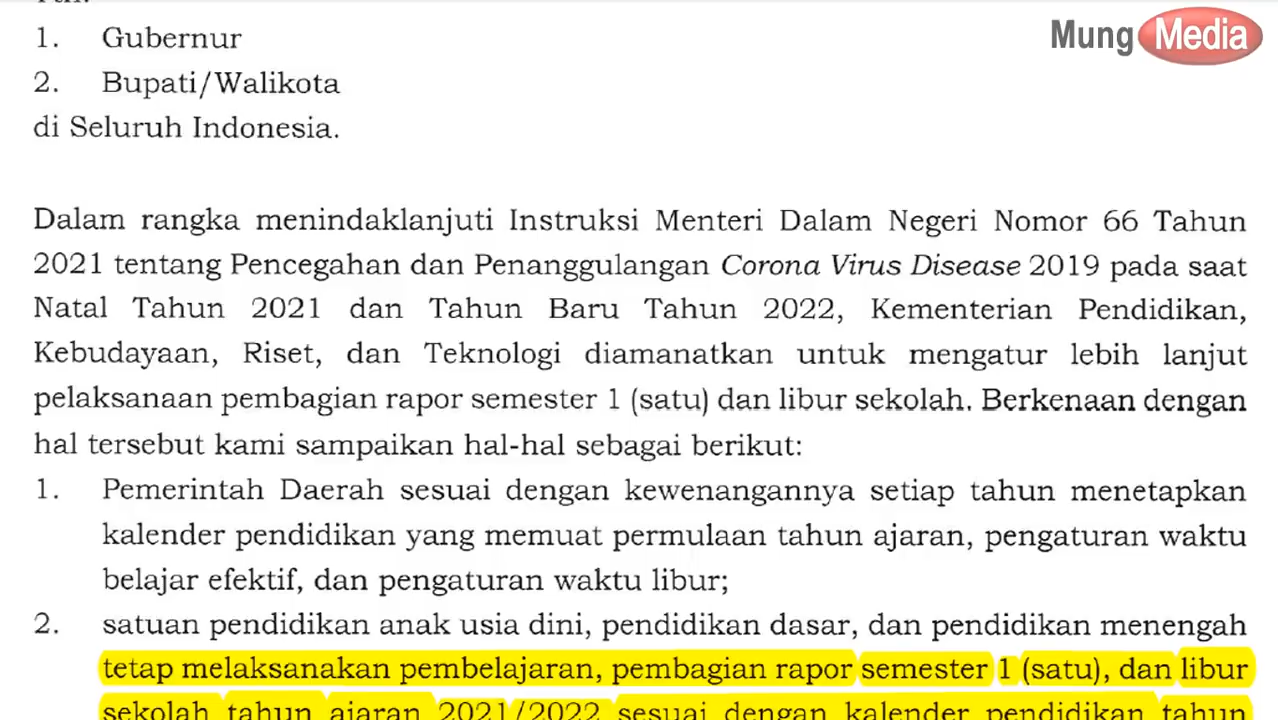 Yth.
1. Gubernur
2. Bupati/Walikota
di Seluruh Indonesia.
Mung Media
Dalam rangka menindaklanjuti Instruksi Menteri Dalam Negeri Nomor 66 Tahun
2021 tentang Pencegahan dan Penanggulangan Corona Virus Disease 2019 pada saat
Natal Tahun 2021 dan Tahun Baru Tahun 2022, Kementerian Pendidikan,
Kebudayaan, Riset, dan Teknologi diamanatkan untuk mengatur lebih lanjut
pelaksanaan pembagian rapor semester 1 (satu) dan libur sekolah. Berkenaan dengan
hal tersebut kami sampaikan hal-hal sebagai berikut:
1. Pemerintah Daerah sesuai dengan kewenangannya setiap tahun menetapkan
kalender pendidikan yang memuat permulaan tahun ajaran, pengaturan waktu
belajar efektif, dan pengaturan waktu libur;
2. satuan pendidikan anak usia dini, pendidikan dasar, dan pendidikan menengah
tetap melaksanakan pembelajaran, pembagian rapor semester 1 (satu), dan libur
sekolah tahun ajaran 2021/2022 sesuai dengan kalender pendidikan tahun